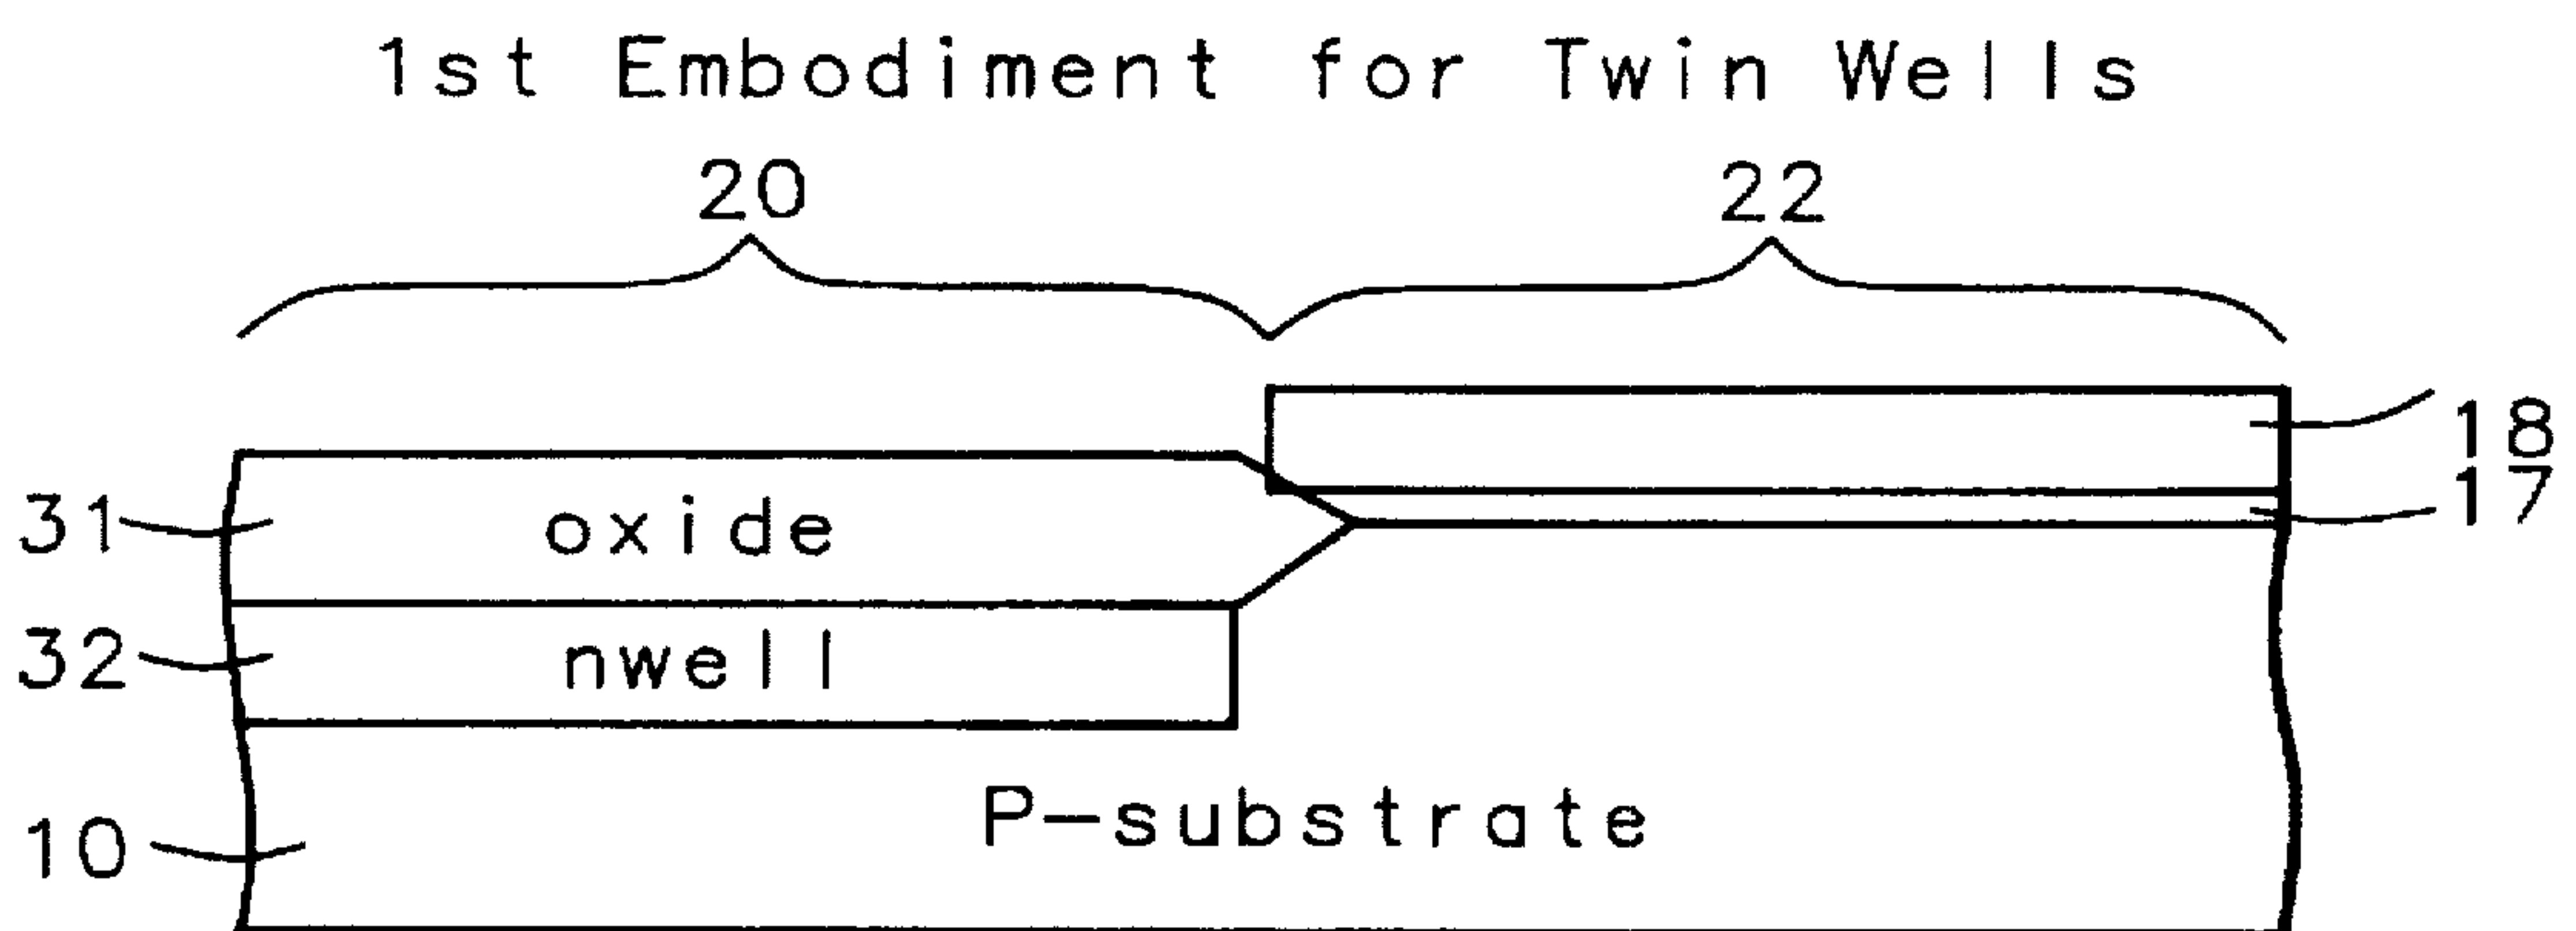 1st Embodiment for Twin Wells
20 22
18
17
31 oxide
32 nwell
P-substrate
10